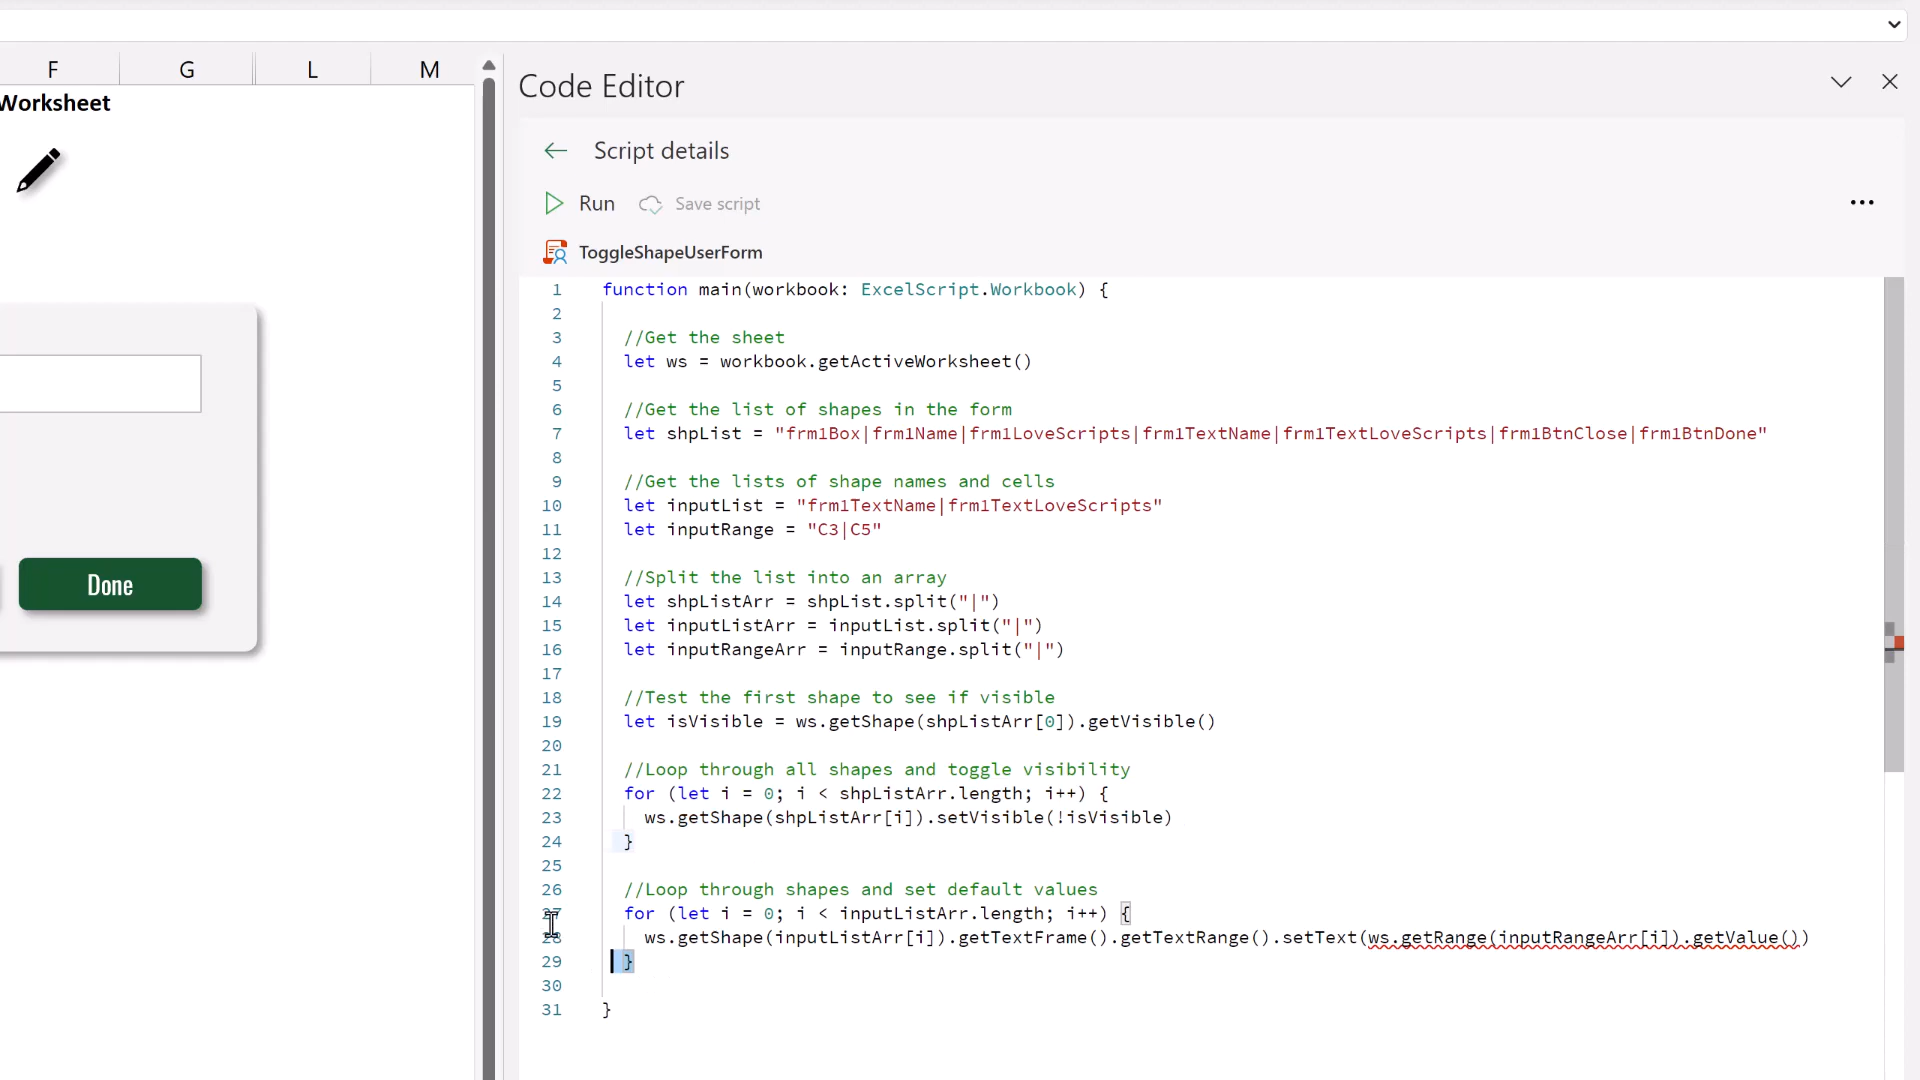 F G L M
Worksheet
Done
Code Editor
Script details
Run Save script
ToggleShapeUserForm
1 function main(workbook: ExcelScript.Workbook) {
2
3 //Get the sheet
4 let ws = workbook.getActiveWorksheet()
5
6 //Get the list of shapes in the form
7 let shpList = "frm1Box|frm1Name|frm1LoveScripts|frm1TextName|frm1TextLoveScripts|frm1BtnClose|frm1BtnDone"
8
9 //Get the lists of shape names and cells
10 let inputList = "frm1TextName|frm1TextLoveScripts"
11 let inputRange = "C3|C5"
12
13 //Split the list into an array
14 let shpListArr = shpList.split("|")
15 let inputListArr = inputList.split("|")
16 let inputRangeArr = inputRange.split("|")
17
18 //Test the first shape to see if visible
19 let isVisible = ws.getShape(shpListArr[0]).getVisible()
20
21 //Loop through all shapes and toggle visibility
22 for (let i = 0; i < shpListArr.length; i++) {
23 ws.getShape(shpListArr[i]).setVisible(!isVisible)
24 }
25
26 //Loop through shapes and set default values
27 for (let i = 0; i < inputListArr.length; i++) {
28 ws.getShape(inputListArr[i]).getTextFrame().getTextRange().setText(ws.getRange(inputRangeArr[i]).getValue())
29 }
30
31 }